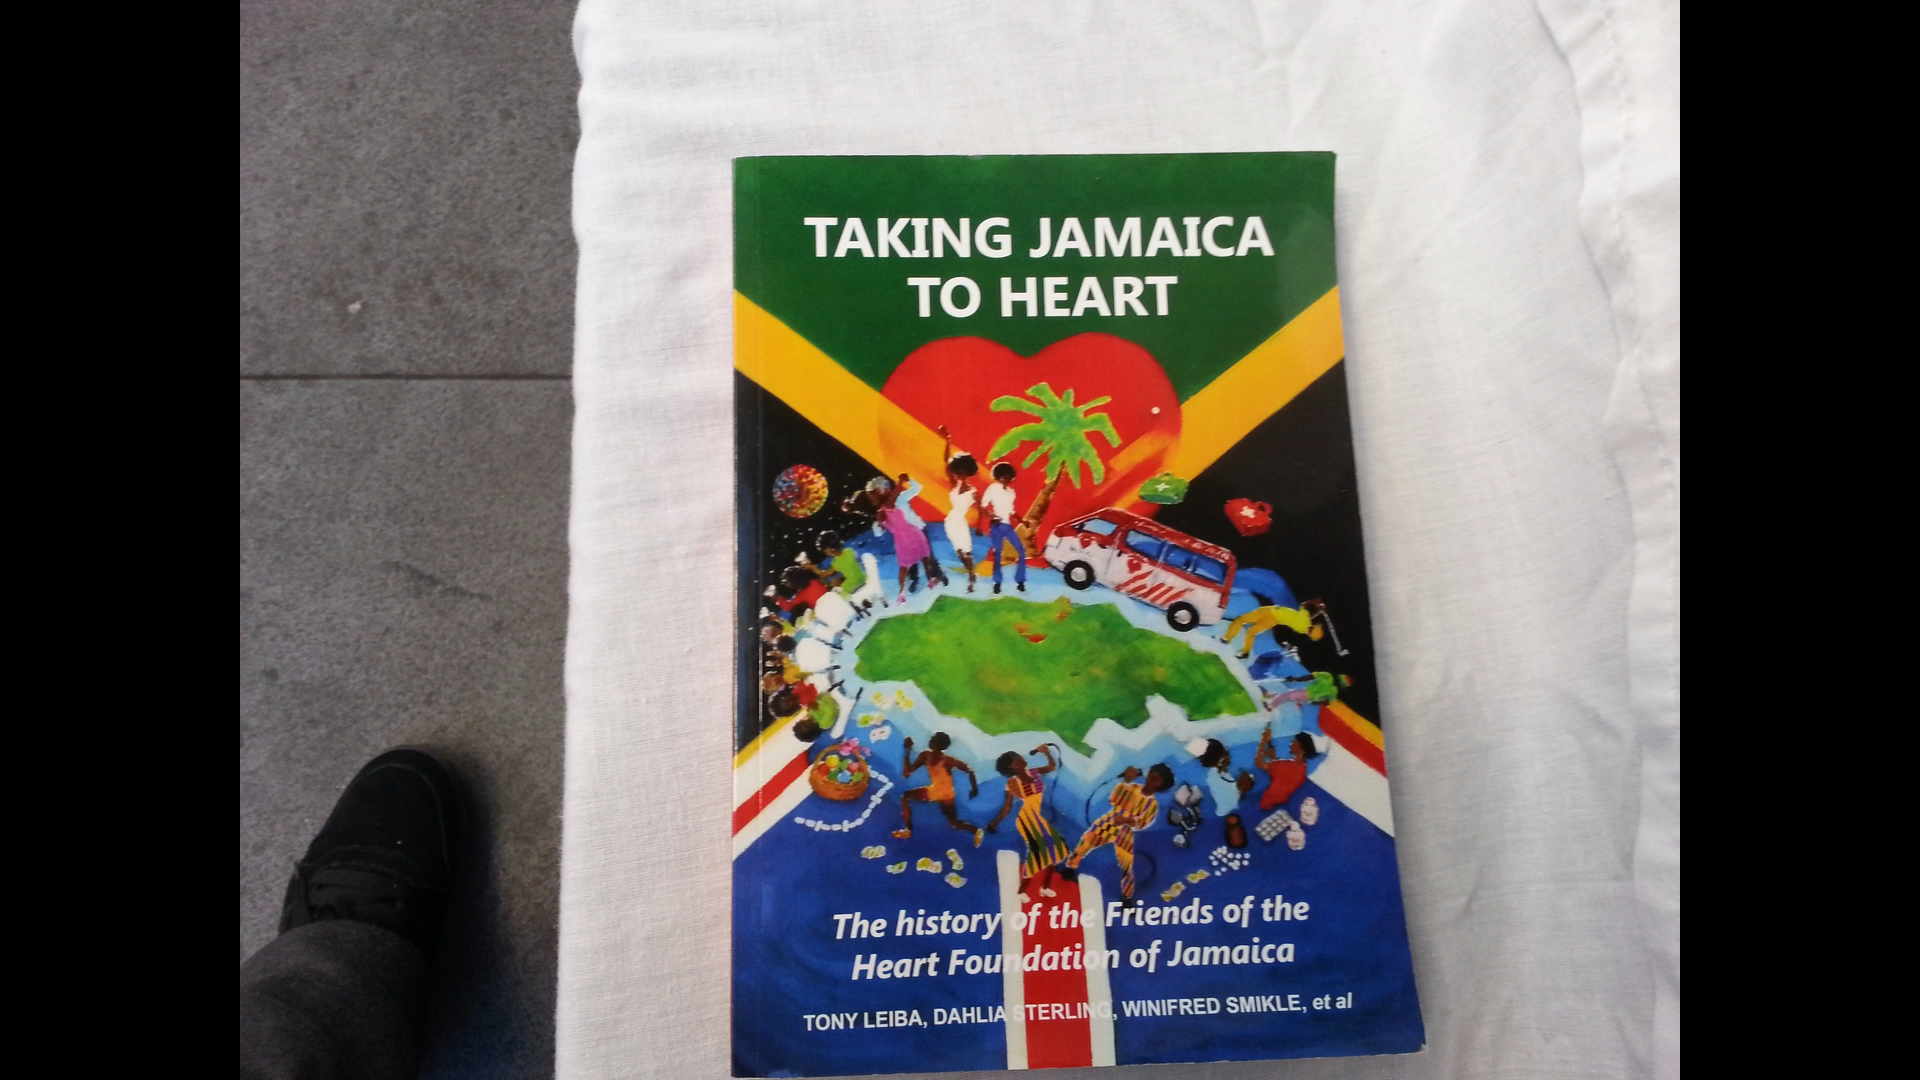 TAKING JAMAICA
TO HEART
The history of the Friends of the
Heart Foundation of Jamaica
TONY LEIBA, DAHLIA STERLING, WINIFRED SMIKLE, et al